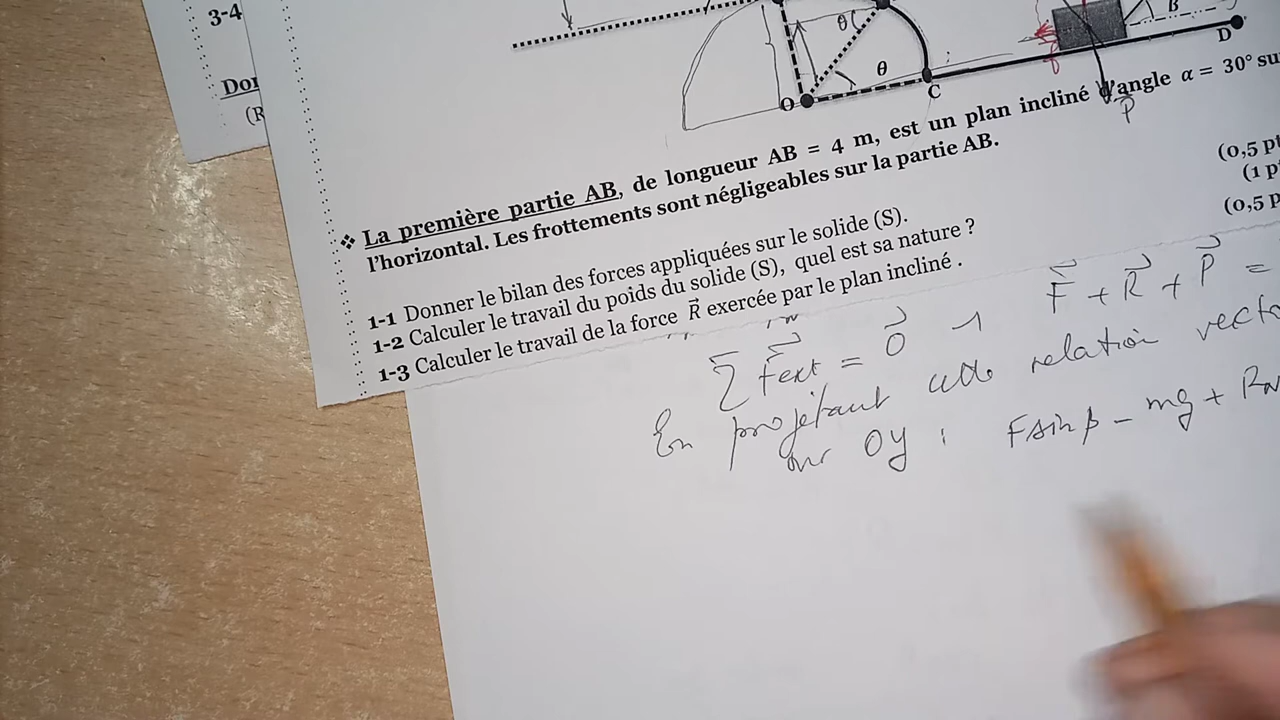 3-4
Do
(R
θ
θ
β
O
C
D
P
❖ La première partie AB, de longueur AB = 4 m, est un plan incliné d'angle α = 30° su
l'horizontal. Les frottements sont négligeables sur la partie AB.
(0,5 pt
(1 p
(0,5 p
1-1 Donner le bilan des forces appliquées sur le solide (S).
1-2 Calculer le travail du poids du solide (S), quel est sa nature ?
1-3 Calculer le travail de la force R⃗ exercée par le plan incliné .
Σ F⃗ext = 0⃗ F⃗ + R⃗ + P⃗ =
En projetant cette relation vecto
sur Oy : F sin β - mg + RN